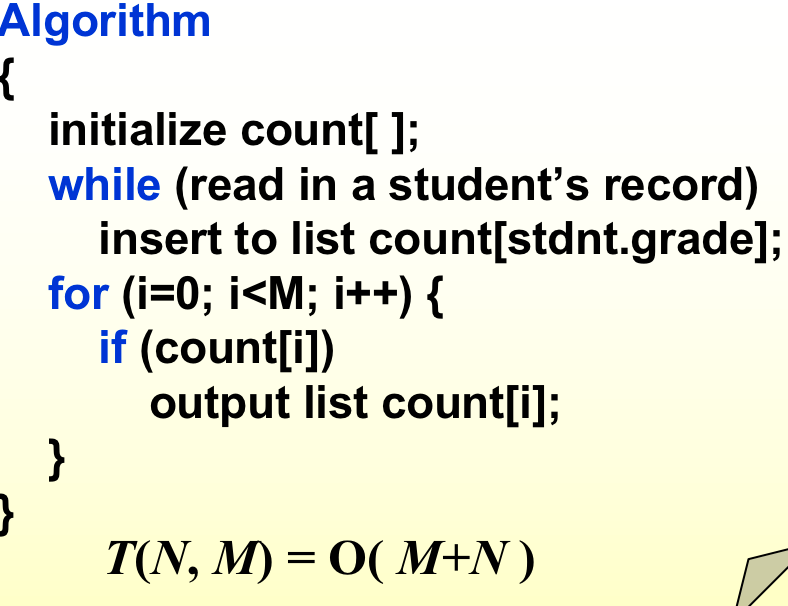 Algorithm
{
initialize count[ ];
while (read in a student’s record)
insert to list count[stdnt.grade];
for (i=0; i<M; i++) {
if (count[i])
output list count[i];
}
}
T(N, M) = O( M+N )